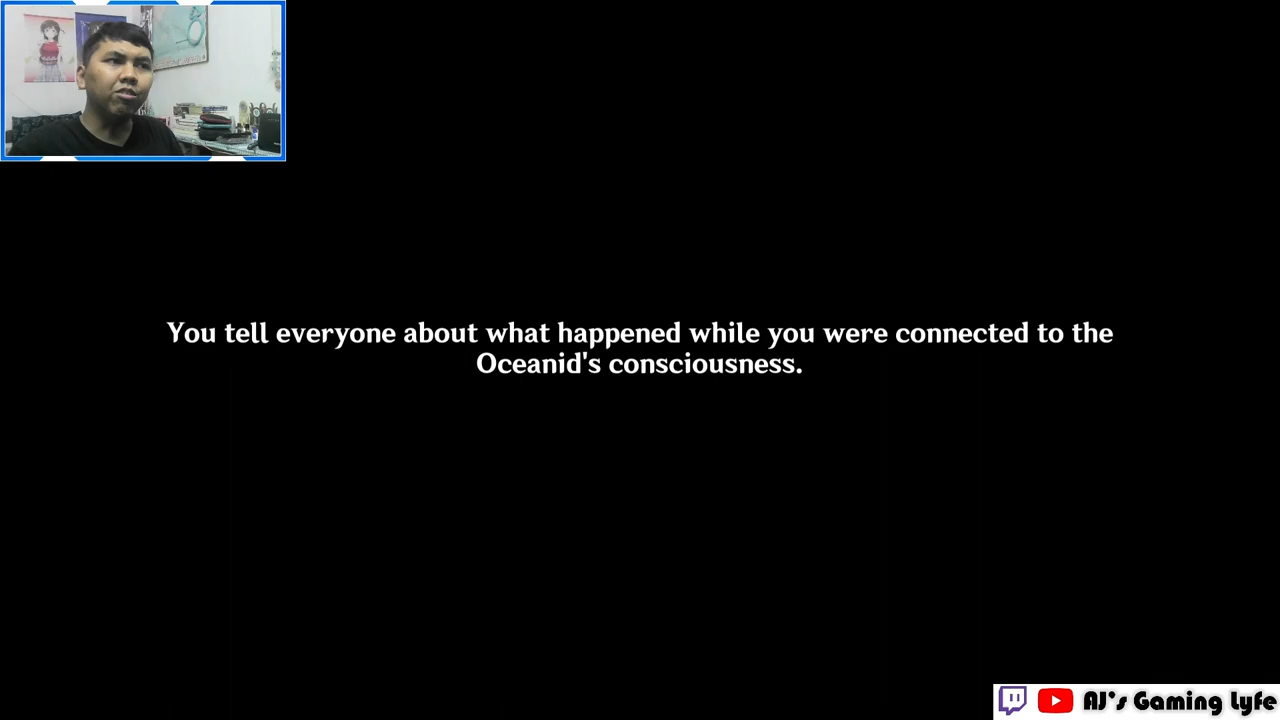 You tell everyone about what happened while you were connected to the
Oceanid's consciousness.
AJ's Gaming Lyfe